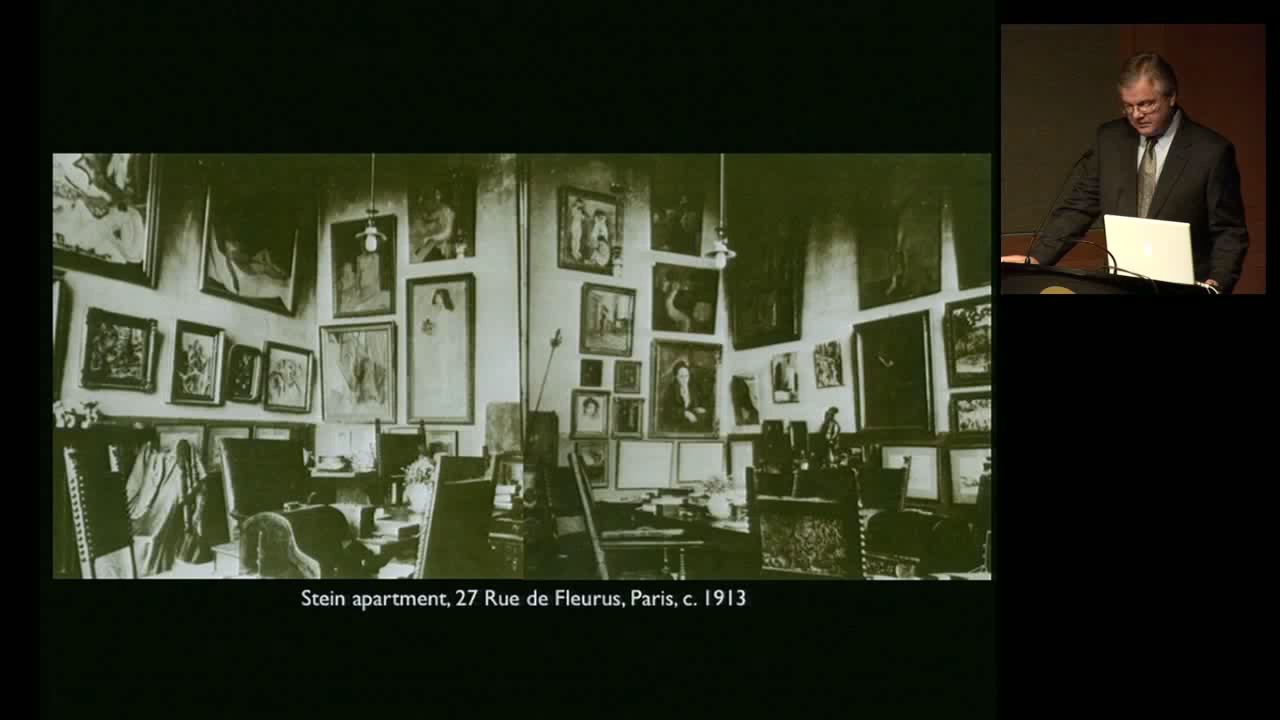 Stein apartment, 27 Rue de Fleurus, Paris, c. 1913